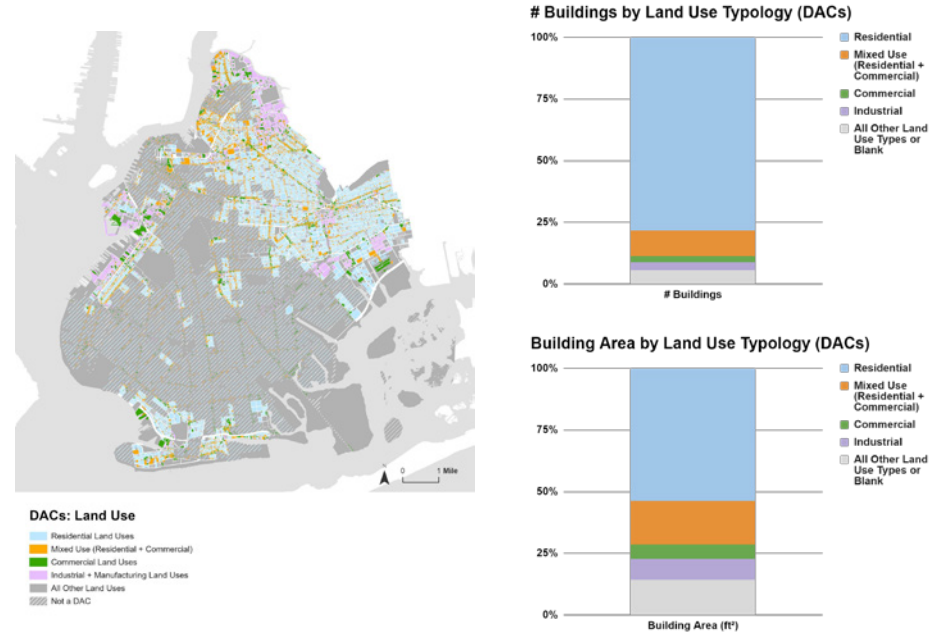 # Buildings by Land Use Typology (DACs)
100%
75%
50%
25%
0%
# Buildings
Residential
Mixed Use
(Residential +
Commercial)
Commercial
Industrial
All Other Land
Use Types or
Blank
N
0 1 Mile
DACs: Land Use
Residential Land Uses
Mixed Use (Residential + Commercial)
Commercial Land Uses
Industrial + Manufacturing Land Uses
All Other Land Uses
Not a DAC
Building Area by Land Use Typology (DACs)
100%
75%
50%
25%
0%
Building Area (ft²)
Residential
Mixed Use
(Residential +
Commercial)
Commercial
Industrial
All Other Land
Use Types or
Blank